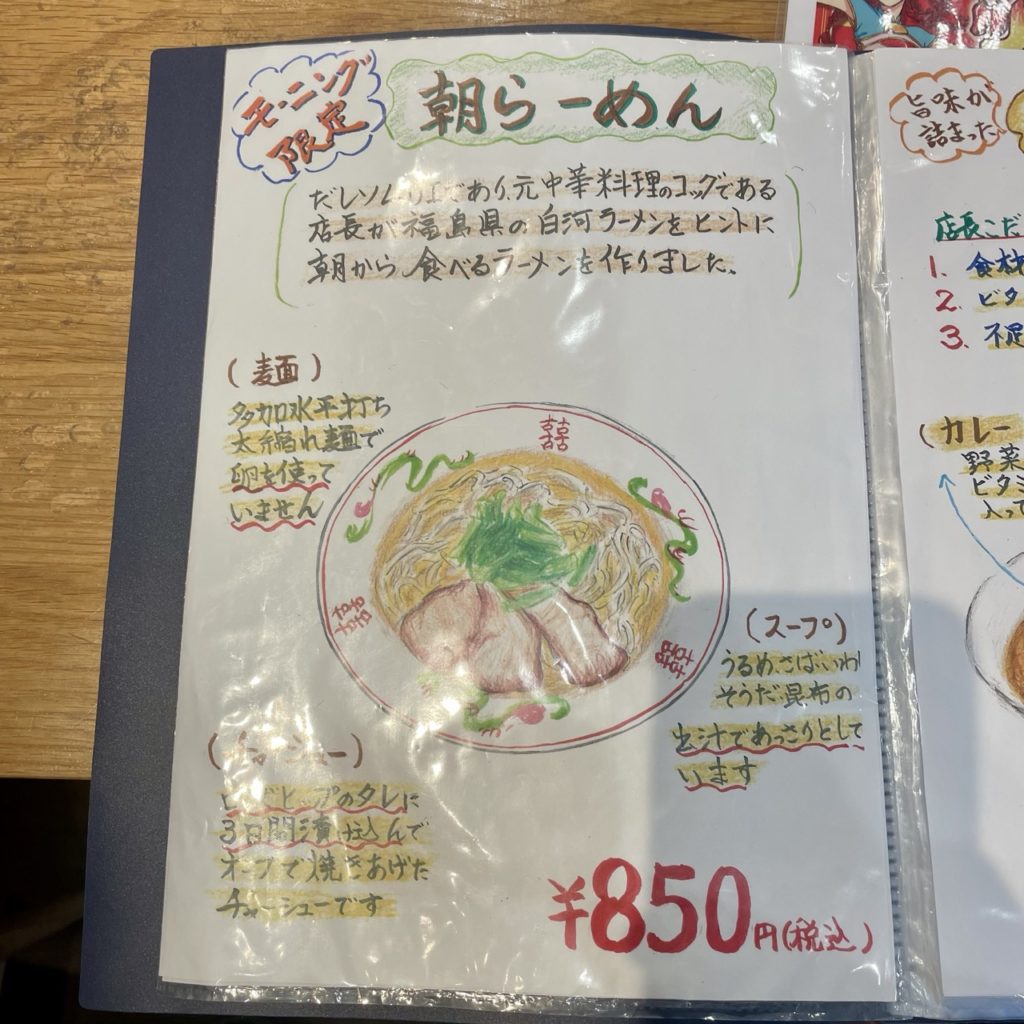 モーニング
限定
朝らーめん
だしソムリエであり、元中華料理のコッグである
店長が福島県の白河ラーメンをヒントに
朝から食べるラーメンを作りました。
(麺)
多加水平打ち
太縮れ麺で
卵を使って
いません
囍
囍
囍
(スープ)
うるめ、さば、いわ
そうだ、昆布の
出汁であっさりとして
います
(チャーシュー)
ヒップのタレに
3日間漬け込んで
オーブで焼きあげた
チャーシューです
¥850円(税込)
旨味が
詰まった
店長こだ
1. 食材
2. ビタ
3. 不足
(カレー
野菜
ビタミ
入って